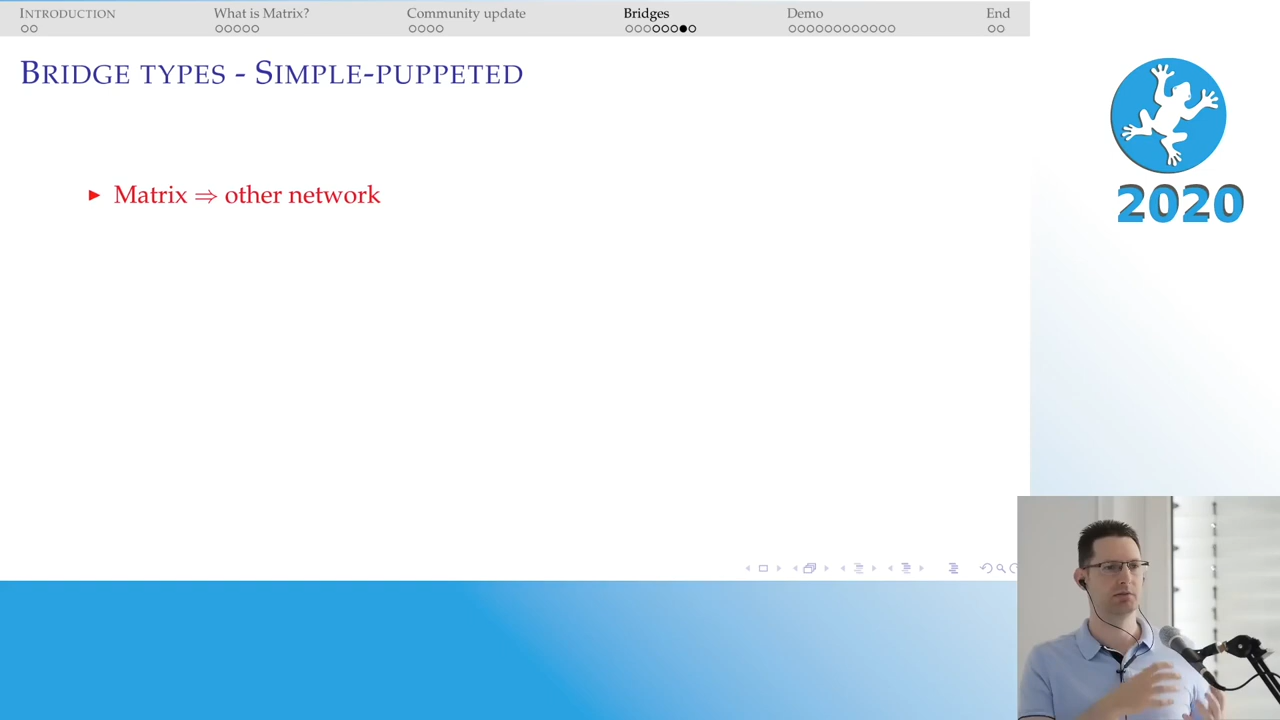 INTRODUCTION
What is Matrix?
Community update
Bridges
Demo
End
BRIDGE TYPES - SIMPLE-PUPPETED
Matrix ⇒ other network
2020